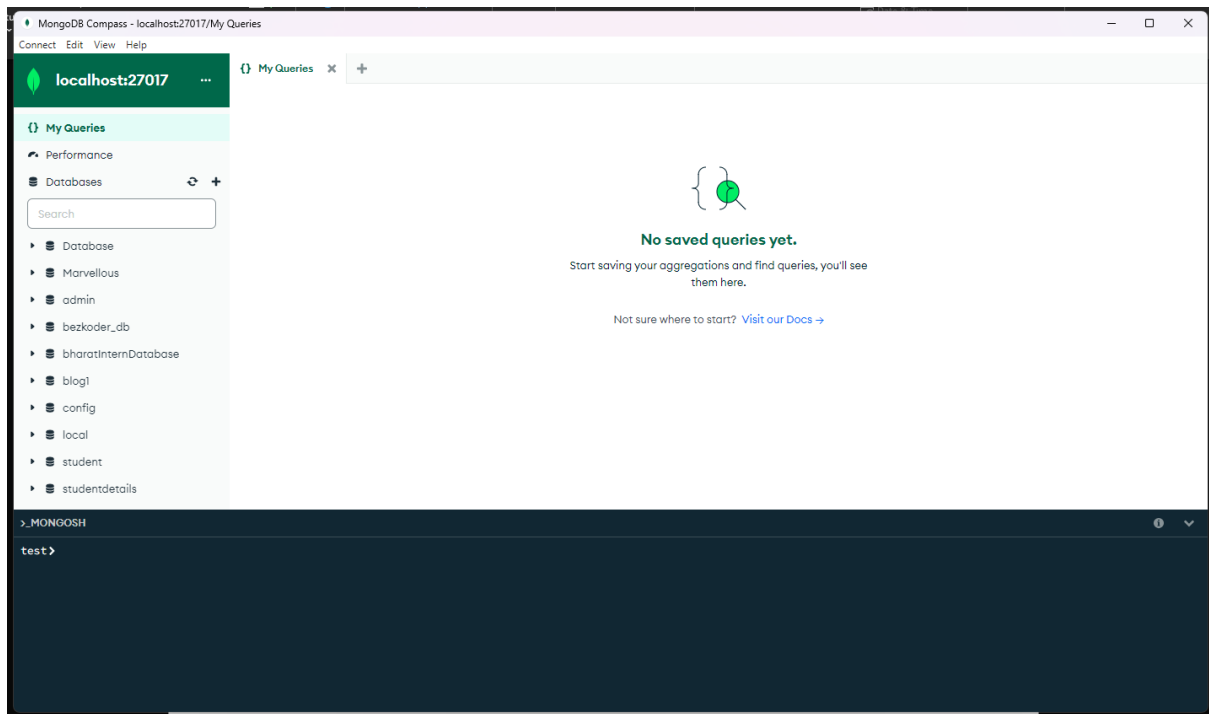 MongoDB Compass - localhost:27017/My Queries
Connect Edit View Help
localhost:27017 ...
{} My Queries
{} My Queries
Performance
Databases
Search
Database
Marvellous
admin
bezkoder_db
bharatInternDatabase
blog1
config
local
student
studentdetails
No saved queries yet.
Start saving your aggregations and find queries, you'll see
them here.
Not sure where to start? Visit our Docs →
>_MONGOSH
test>